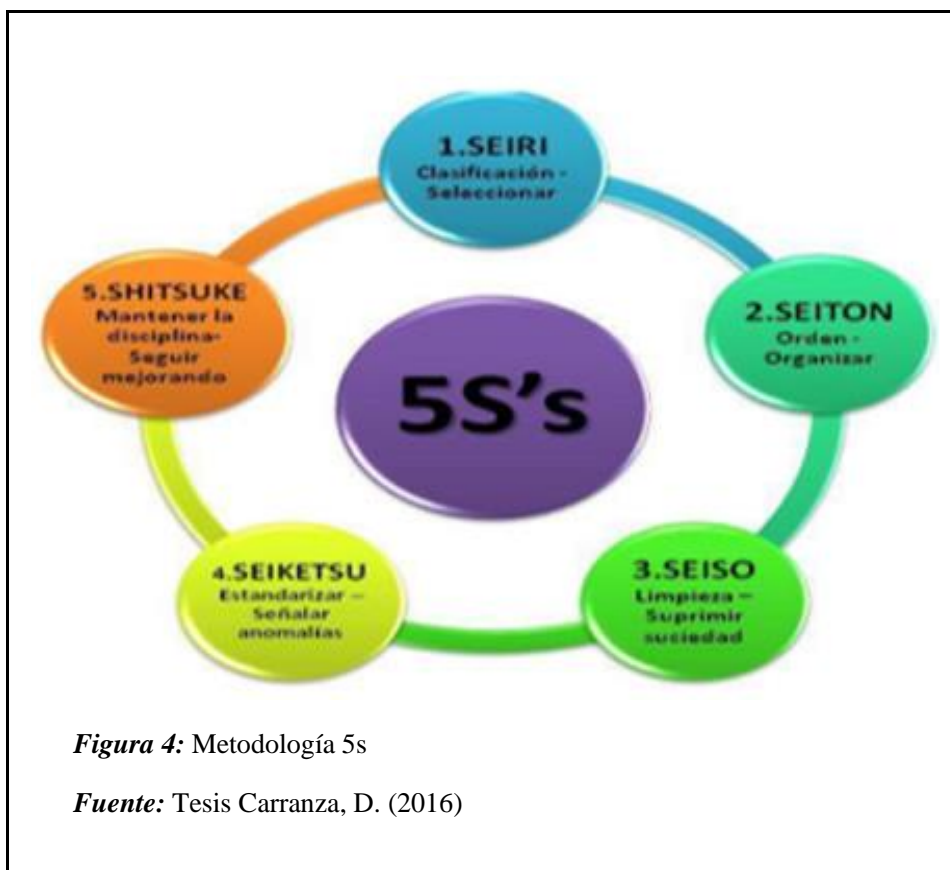 1.SEIRI
Clasificación -
Seleccionar
2.SEITON
Orden -
Organizar
3.SEISO
Limpieza –
Suprimir
suciedad
4.SEIKETSU
Estandarizar –
Señalar
anomalías
5.SHITSUKE
Mantener la
disciplina-
Seguir
mejorando
5S’s
Figura 4: Metodología 5s
Fuente: Tesis Carranza, D. (2016)